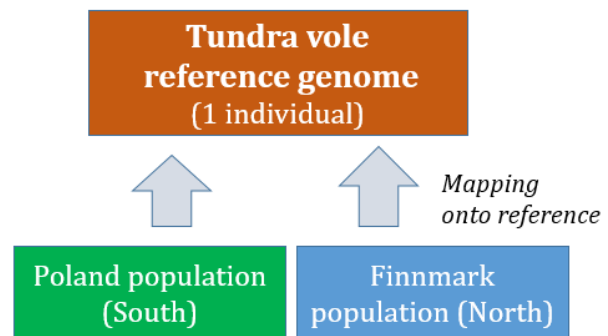 Tundra vole
reference genome
(1 individual)
Mapping
onto reference
Poland population
(South)
Finnmark
population (North)